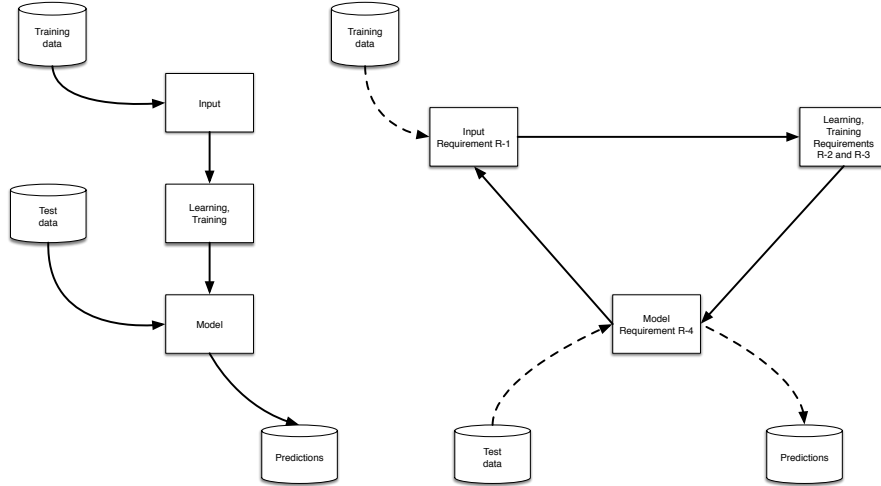 Training
data
Input
Test
data
Learning,
Training
Model
Predictions
Training
data
Input
Requirement R-1
Learning,
Training
Requirements
R-2 and R-3
Model
Requirement R-4
Test
data
Predictions